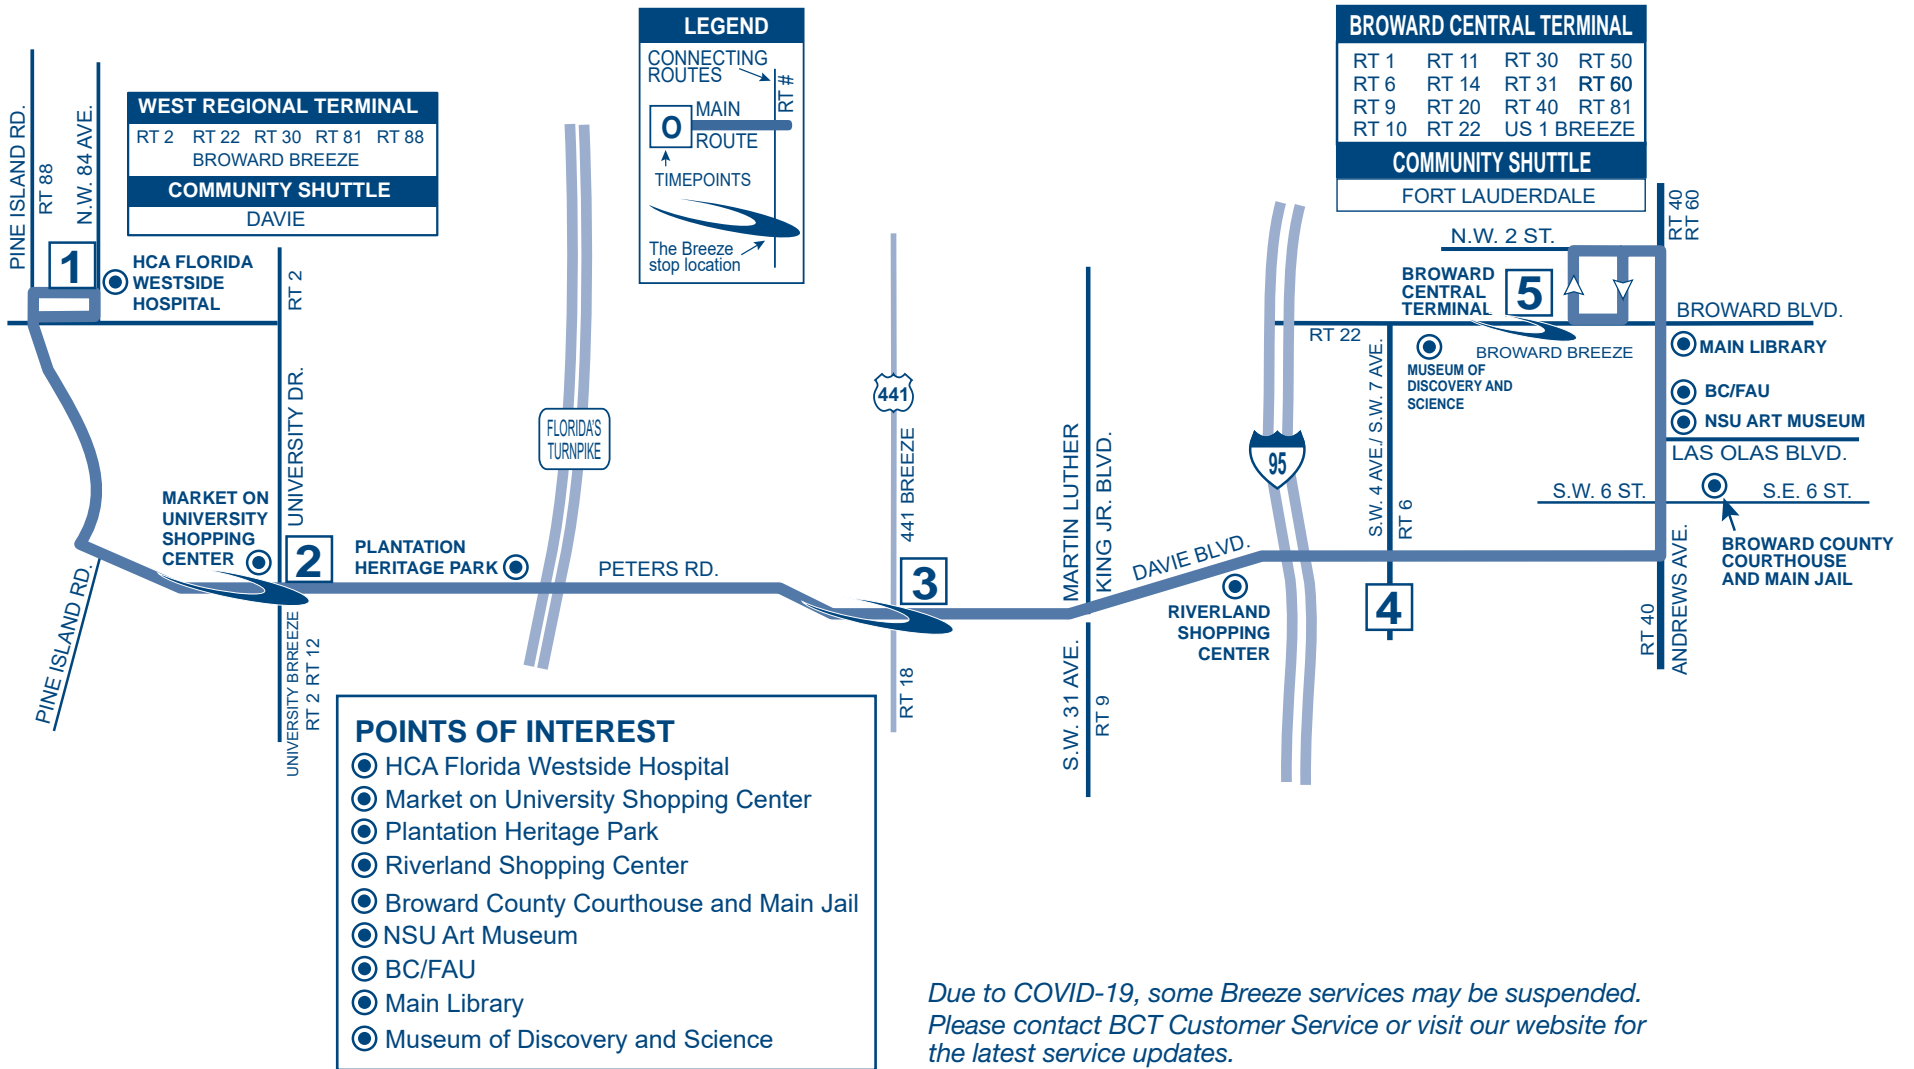 LEGEND
CONNECTING
ROUTES
RT #
O
MAIN
ROUTE
TIMEPOINTS
The Breeze
stop location
BROWARD CENTRAL TERMINAL
RT 1 RT 11 RT 30 RT 50
RT 6 RT 14 RT 31 RT 60
RT 9 RT 20 RT 40 RT 81
RT 10 RT 22 US 1 BREEZE
COMMUNITY SHUTTLE
FORT LAUDERDALE
WEST REGIONAL TERMINAL
RT 2 RT 22 RT 30 RT 81 RT 88
BROWARD BREEZE
COMMUNITY SHUTTLE
DAVIE
PINE ISLAND RD.
RT 88
N.W. 84 AVE.
1
HCA FLORIDA
WESTSIDE
HOSPITAL
RT 2
UNIVERSITY DR.
MARKET ON
UNIVERSITY
SHOPPING
CENTER
2
PINE ISLAND RD.
UNIVERSITY BRREEZE
RT 2 RT 12
PLANTATION
HERITAGE PARK
FLORIDA'S
TURNPIKE
PETERS RD.
441
441 BREEZE
3
RT 18
MARTIN LUTHER
KING JR. BLVD.
S.W. 31 AVE.
RT 9
DAVIE BLVD.
RIVERLAND
SHOPPING
CENTER
95
RT 22
S.W. 4 AVE./ S.W. 7 AVE.
RT 6
4
N.W. 2 ST.
BROWARD
CENTRAL
TERMINAL
5
BROWARD BREEZE
MUSEUM OF
DISCOVERY AND
SCIENCE
RT 40
RT 60
BROWARD BLVD.
MAIN LIBRARY
BC/FAU
NSU ART MUSEUM
LAS OLAS BLVD.
S.W. 6 ST.
S.E. 6 ST.
BROWARD COUNTY
COURTHOUSE
AND MAIN JAIL
RT 40
ANDREWS AVE.
POINTS OF INTEREST
HCA Florida Westside Hospital
Market on University Shopping Center
Plantation Heritage Park
Riverland Shopping Center
Broward County Courthouse and Main Jail
NSU Art Museum
BC/FAU
Main Library
Museum of Discovery and Science
Due to COVID-19, some Breeze services may be suspended.
Please contact BCT Customer Service or visit our website for
the latest service updates.